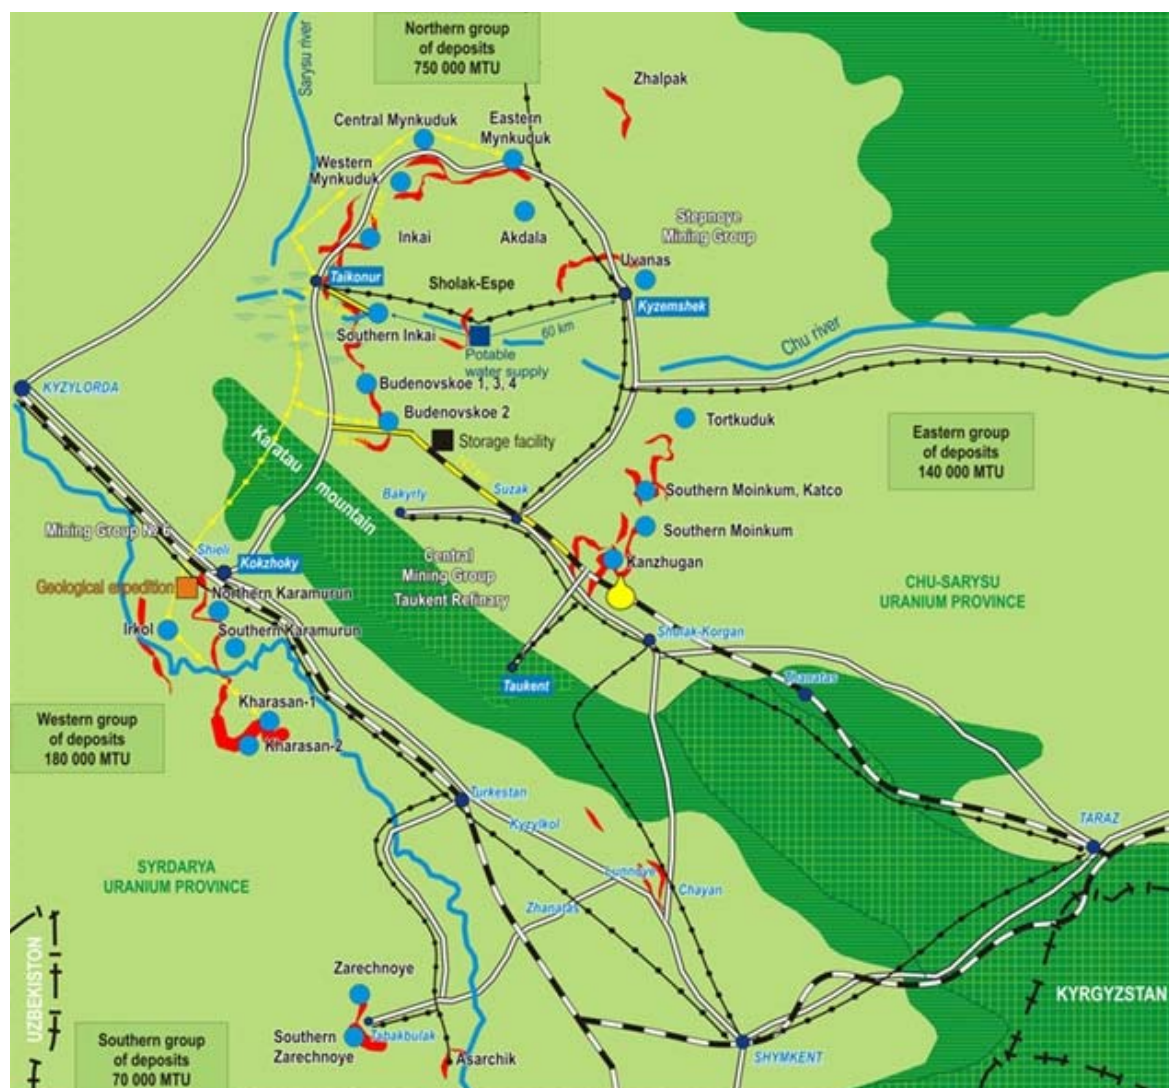 Northern group
of deposits
750 000 MTU
Sarysu river
Zhalpak
Central Mynkuduk
Eastern
Mynkuduk
Western
Mynkuduk
Inkai
Akdala
Stepnoye
Mining Group
Uvanas
Taikonur
Sholak-Espe
Kyzemshek
Southern Inkai
60 km
Potable
water supply
Chu river
KYZYLORDA
Budenovskoe 1, 3, 4
Budenovskoe 2
Tortkuduk
Storage facility
Eastern group
of deposits
140 000 MTU
Karatau
mountain
Suzak
Bakyrly
Southern Moinkum, Katco
Southern Moinkum
Mining Group № 6
Shieli
Kokzhoky
Central
Mining Group
Taukent Refinary
Kanzhugan
CHU-SARYSU
URANIUM PROVINCE
Geological expedition
Northern Karamurun
Irkol
Southern Karamurun
Sholak-Korgan
Taukent
Zhanatas
Kharasan-1
Kharasan-2
Western group
of deposits
180 000 MTU
Turkestan
Kyzylkol
TARAZ
SYRDARYA
URANIUM PROVINCE
Lunnoye
Chayan
Zhanatas
UZBEKISTON
Zarechnoye
KYRGYZSTAN
Southern
Zarechnoye
Tabakbulak
Asarchik
SHYMKENT
Southern group
of deposits
70 000 MTU